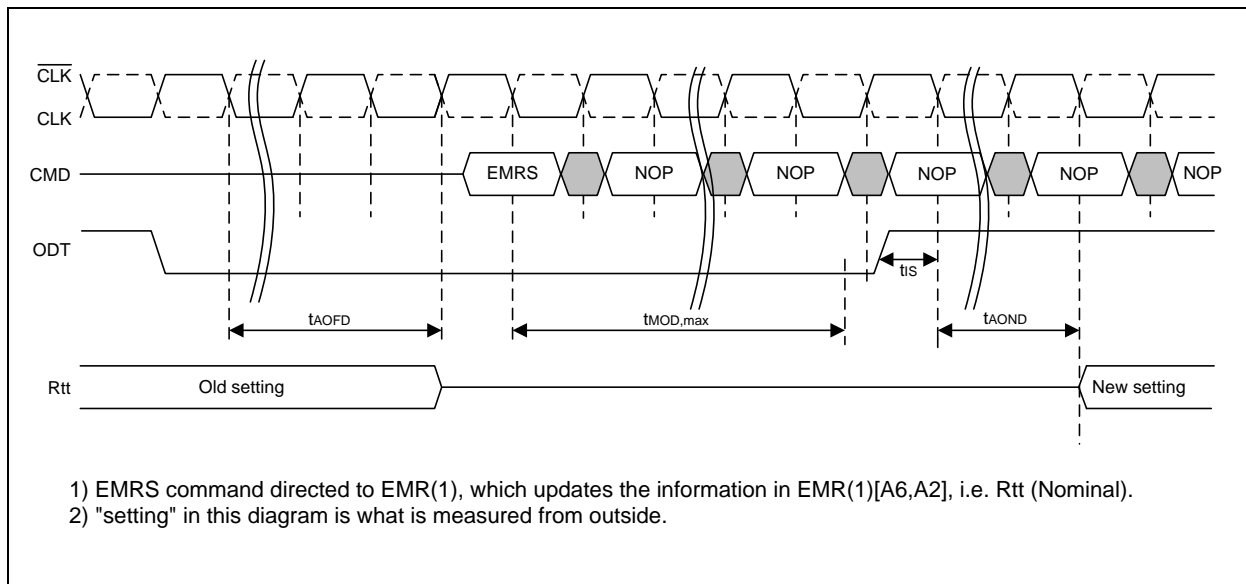 CLK
CLK
CMD
EMRS
NOP
NOP
NOP
NOP
NOP
ODT
tIS
tAOFD
tMOD,max
tAOND
Rtt
Old setting
New setting
1) EMRS command directed to EMR(1), which updates the information in EMR(1)[A6,A2], i.e. Rtt (Nominal).
2) "setting" in this diagram is what is measured from outside.